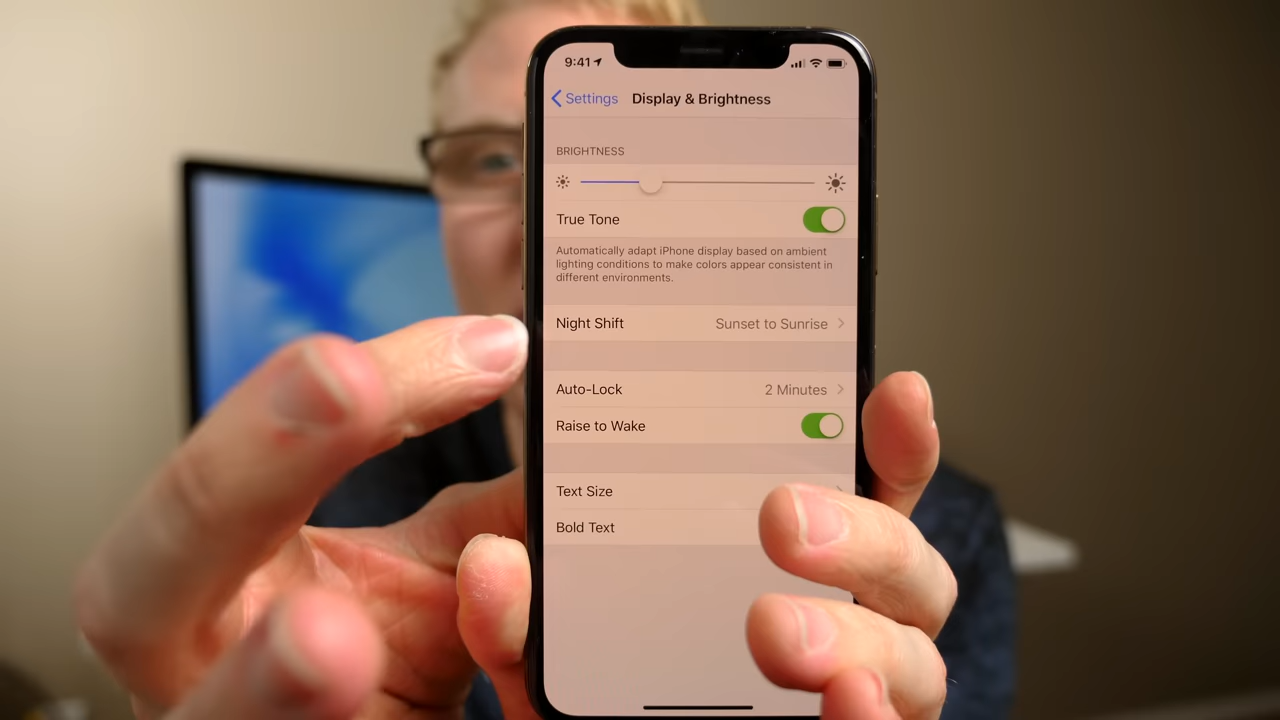 9:41
Settings Display & Brightness
BRIGHTNESS
True Tone
Automatically adapt iPhone display based on ambient
lighting conditions to make colors appear consistent in
different environments.
Night Shift Sunset to Sunrise
Auto-Lock 2 Minutes
Raise to Wake
Text Size
Bold Text